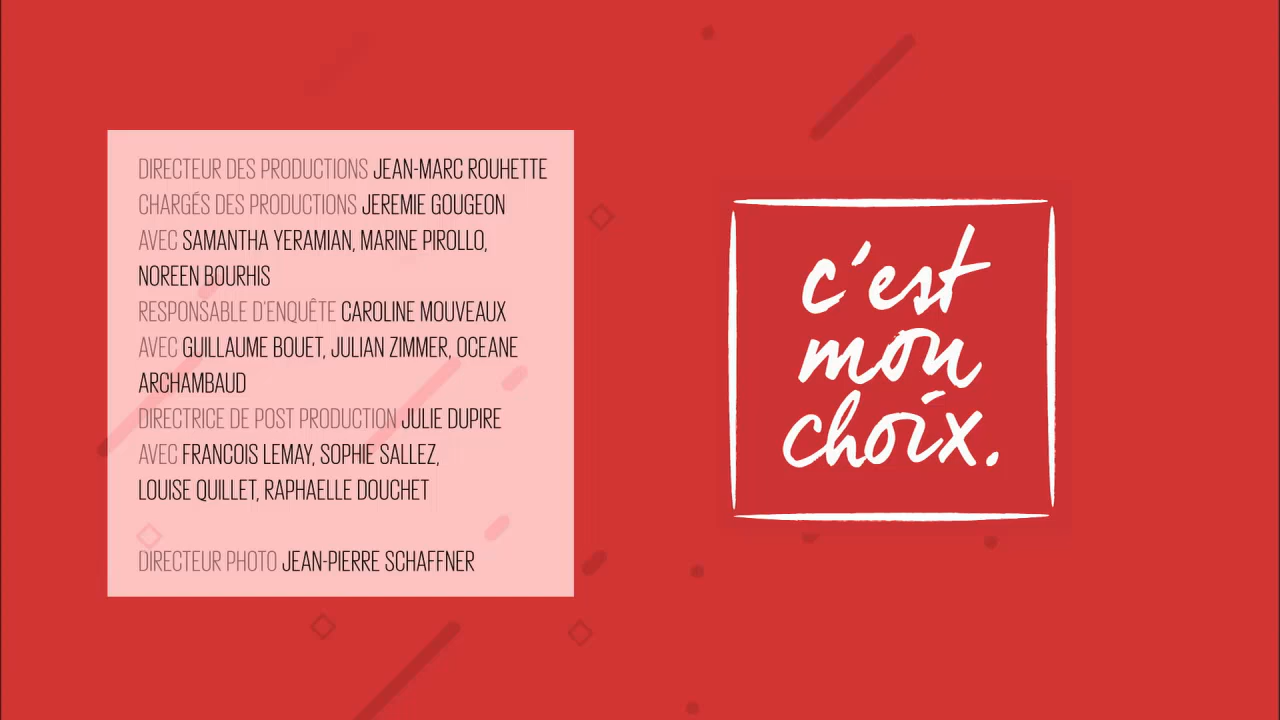 DIRECTEUR DES PRODUCTIONS JEAN-MARC ROUHETTE
CHARGÉS DES PRODUCTIONS JEREMIE GOUGEON
AVEC SAMANTHA YERAMIAN, MARINE PIROLLO,
NOREEN BOURHIS
RESPONSABLE D'ENQUÊTE CAROLINE MOUVEAUX
AVEC GUILLAUME BOUET, JULIAN ZIMMER, OCEANE
ARCHAMBAUD
DIRECTRICE DE POST PRODUCTION JULIE DUPIRE
AVEC FRANCOIS LEMAY, SOPHIE SALLEZ,
LOUISE QUILLET, RAPHAELLE DOUCHET
DIRECTEUR PHOTO JEAN-PIERRE SCHAFFNER
c'est
mon
choix.